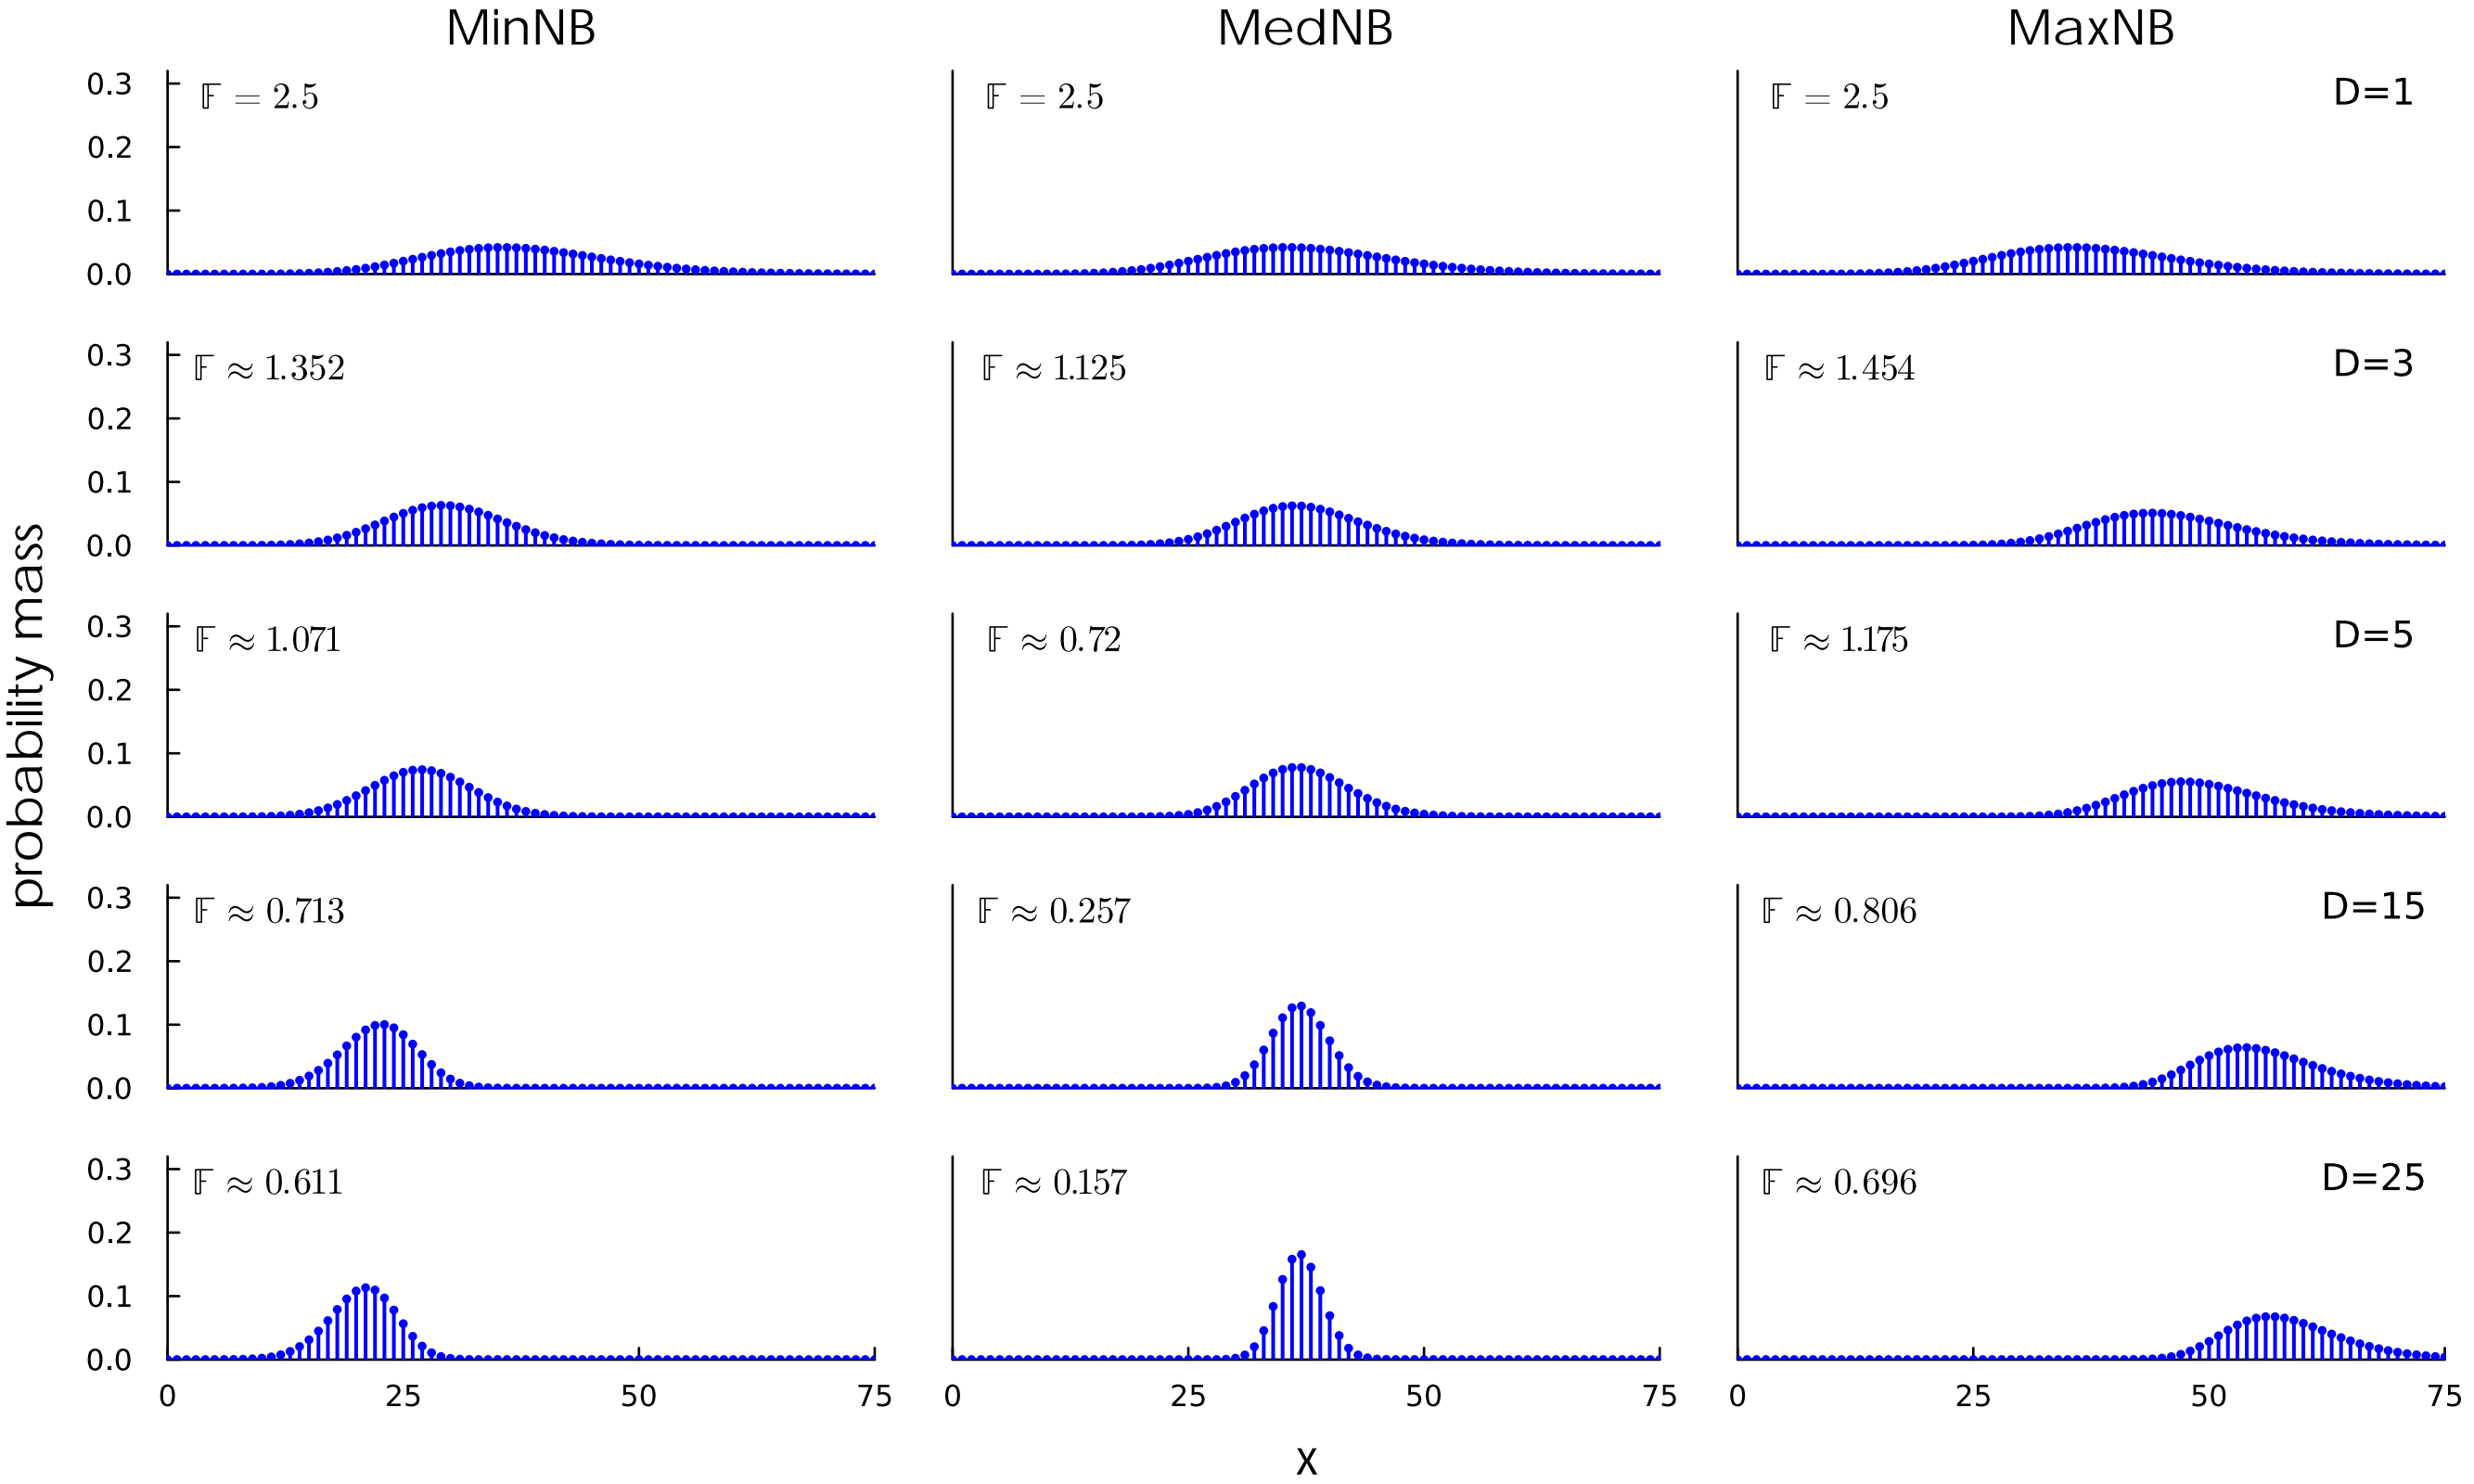 MinNB MedNB MaxNB
0.3
0.2
0.1
0.0
𝔽 = 2.5
𝔽 = 2.5
𝔽 = 2.5
D=1
0.3
0.2
0.1
0.0
𝔽 ≈ 1.352
𝔽 ≈ 1.125
𝔽 ≈ 1.454
D=3
0.3
0.2
0.1
0.0
𝔽 ≈ 1.071
𝔽 ≈ 0.72
𝔽 ≈ 1.175
D=5
0.3
0.2
0.1
0.0
𝔽 ≈ 0.713
𝔽 ≈ 0.257
𝔽 ≈ 0.806
D=15
0.3
0.2
0.1
0.0
𝔽 ≈ 0.611
𝔽 ≈ 0.157
𝔽 ≈ 0.696
D=25
0 25 50 75
0 25 50 75
0 25 50 75
probability mass
x